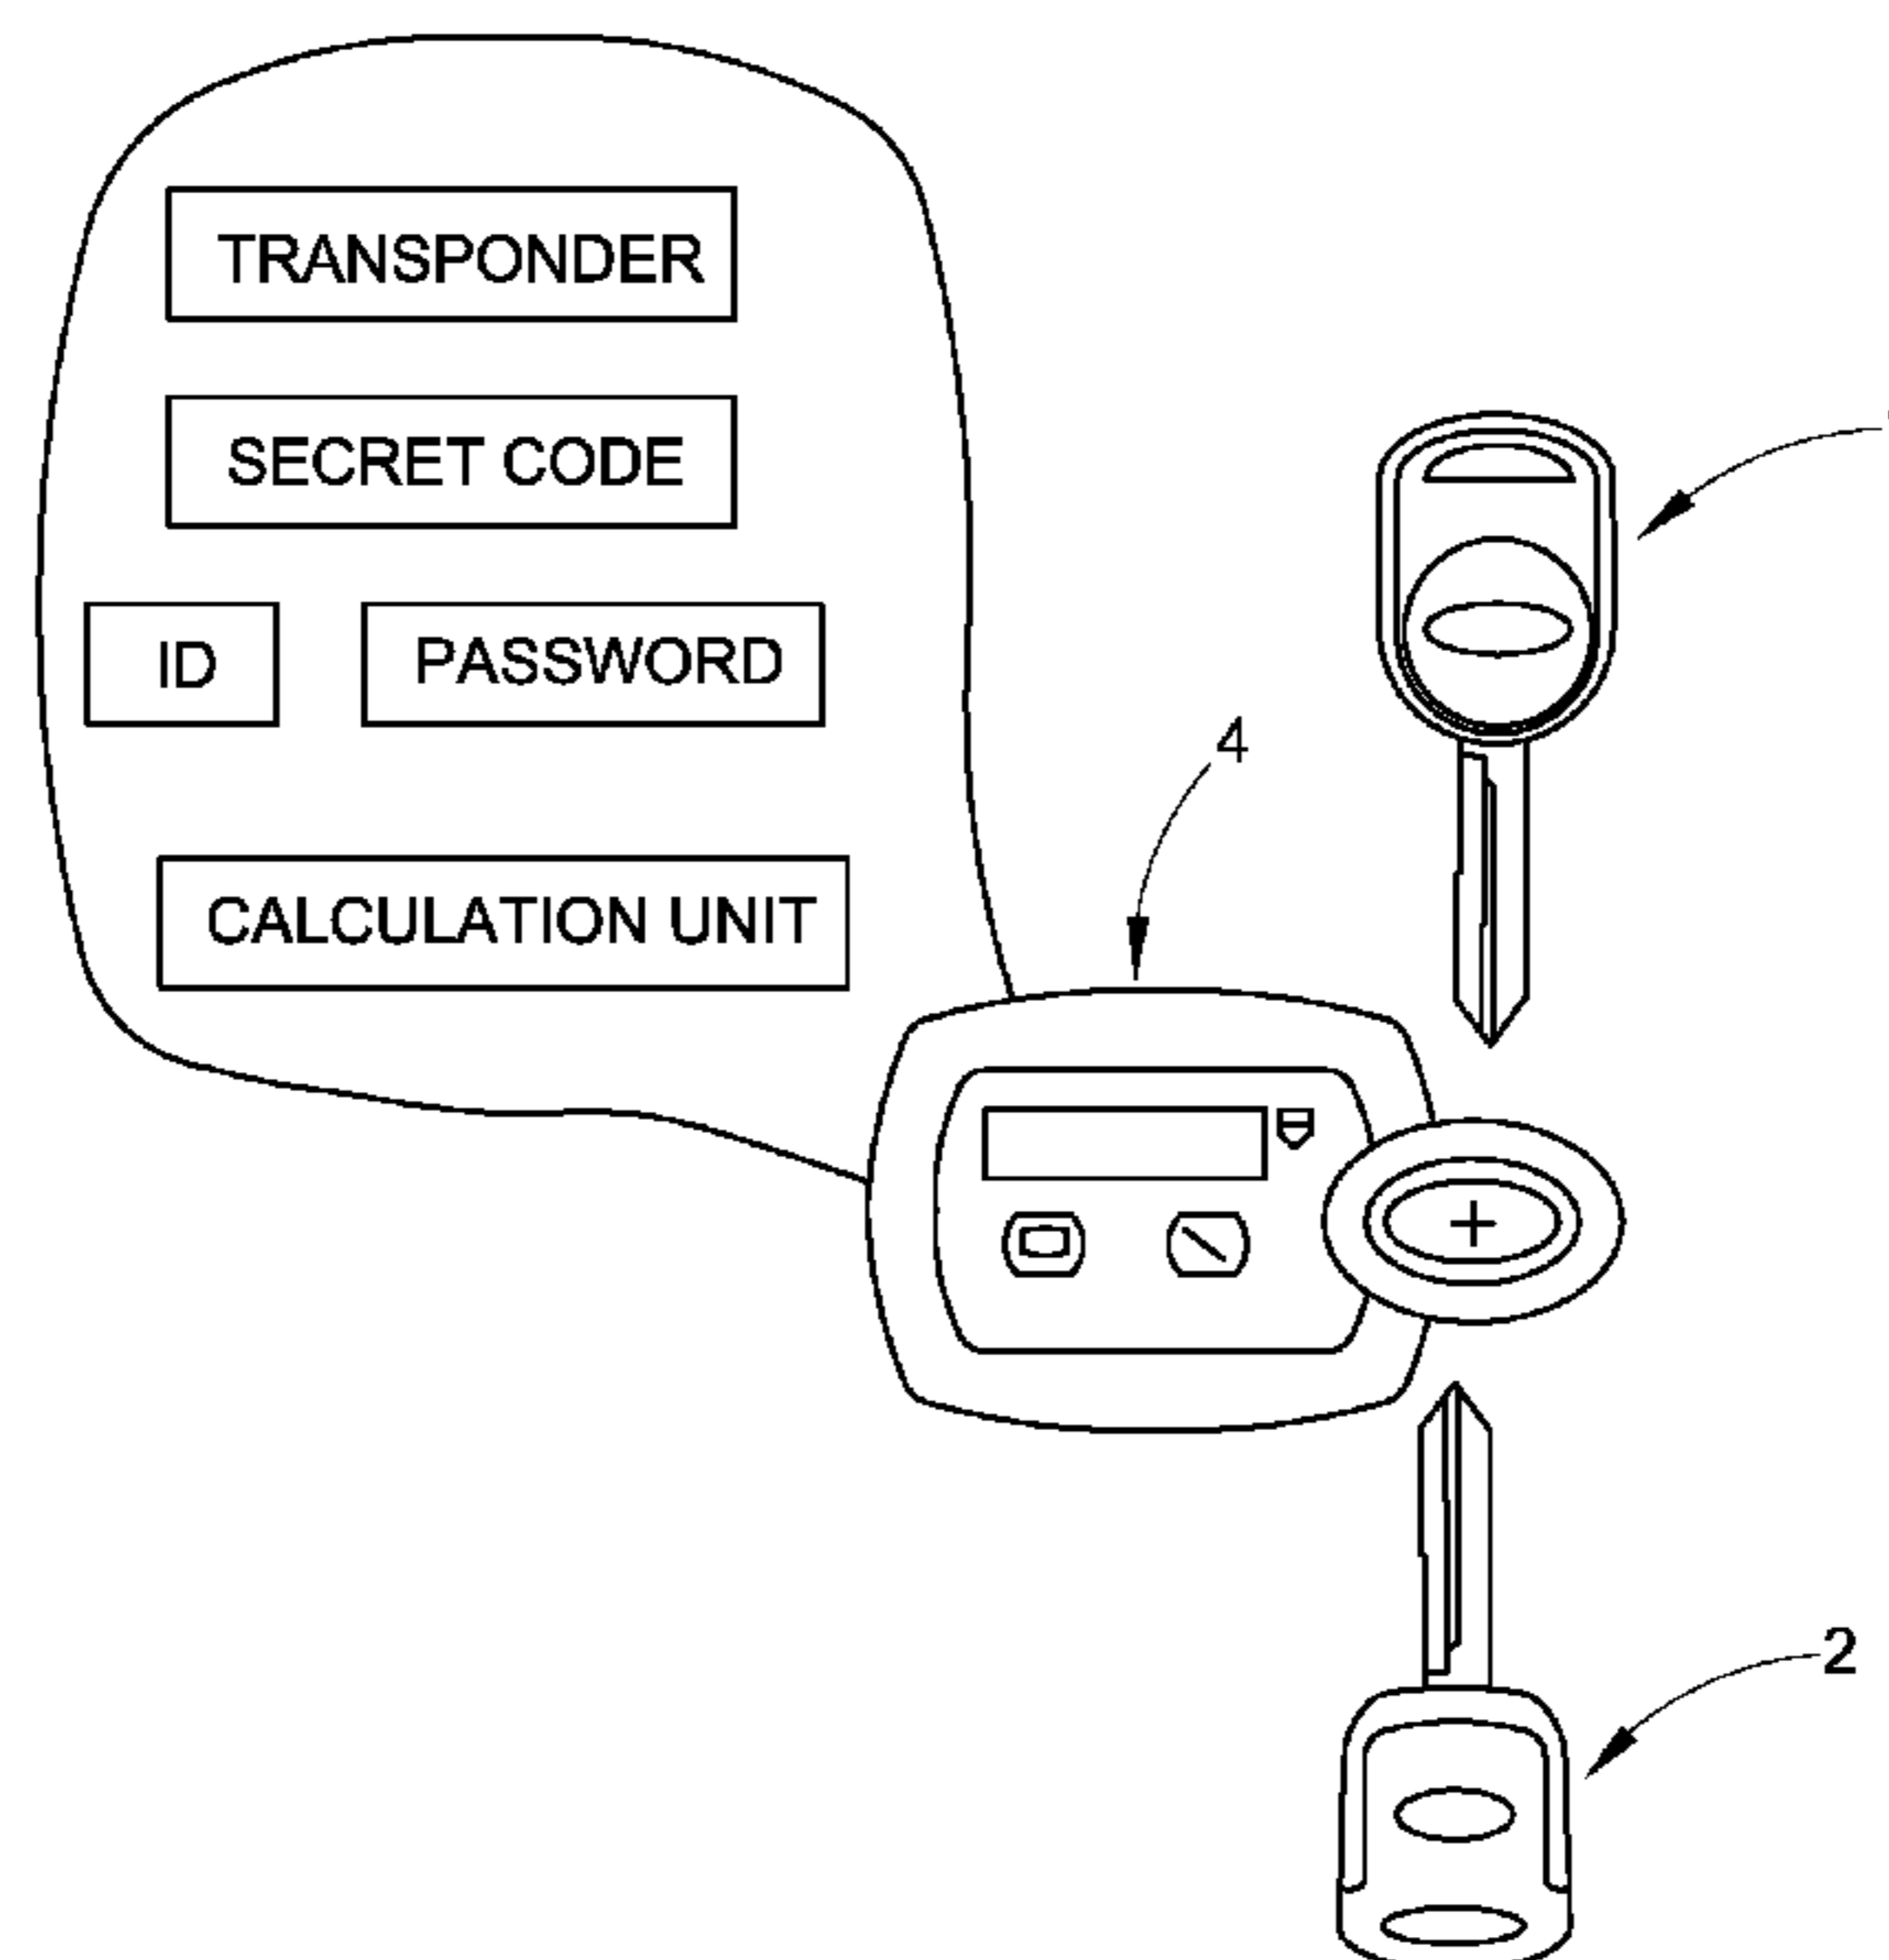 TRANSPONDER
SECRET CODE
ID PASSWORD
CALCULATION UNIT
4
2